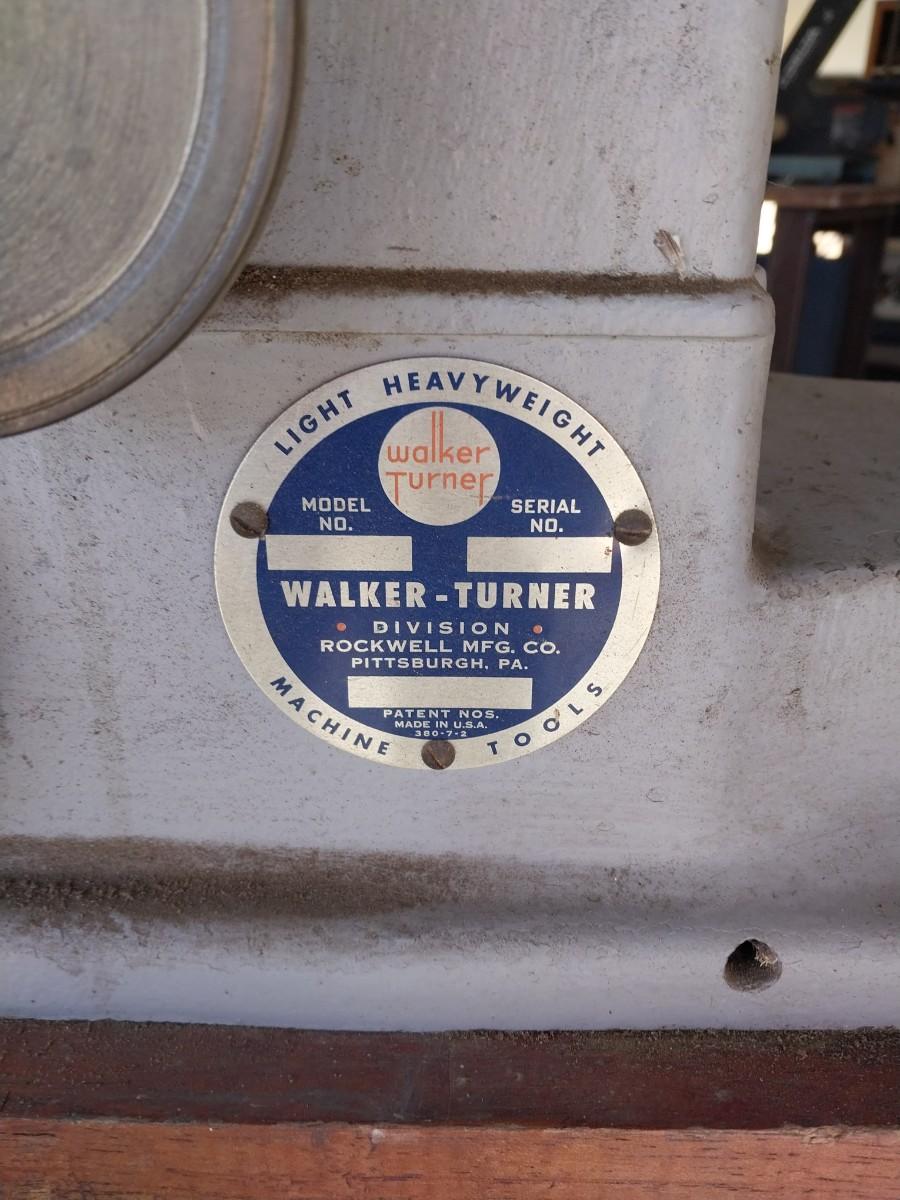 LIGHT HEAVYWEIGHT
walker
Turner
MODEL NO.
SERIAL NO.
WALKER-TURNER
• DIVISION •
ROCKWELL MFG. CO.
PITTSBURGH, PA.
PATENT NOS.
MADE IN U.S.A.
380-7-2
MACHINE TOOLS